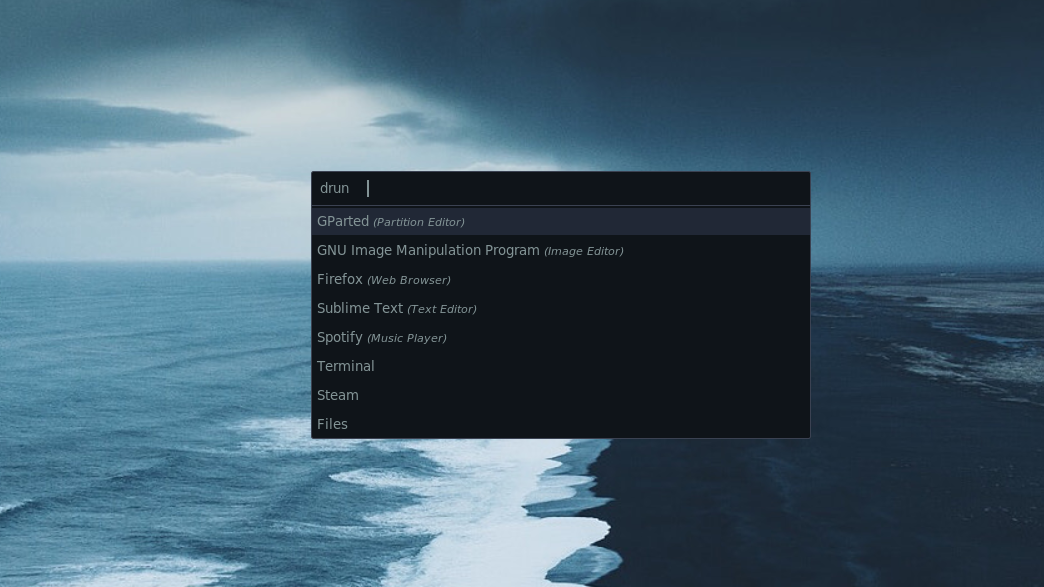 drun
GParted (Partition Editor)
GNU Image Manipulation Program (Image Editor)
Firefox (Web Browser)
Sublime Text (Text Editor)
Spotify (Music Player)
Terminal
Steam
Files